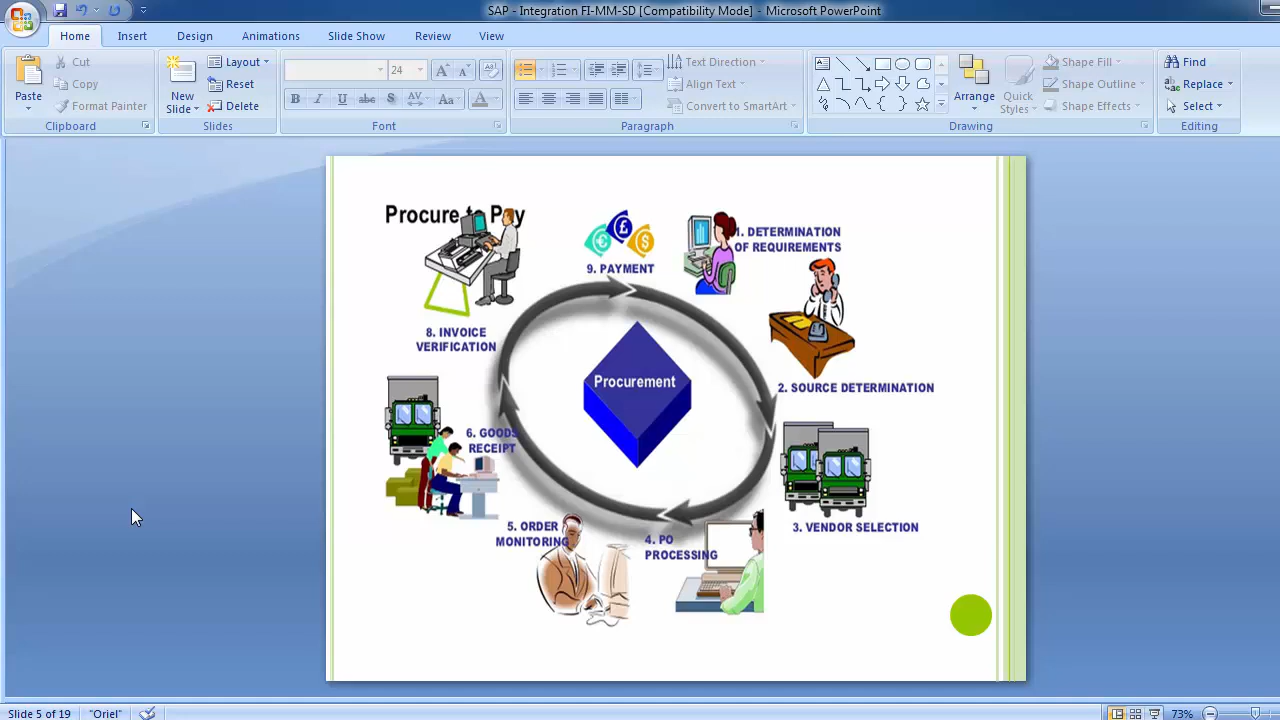 SAP - Integration FI-MM-SD [Compatibility Mode] - Microsoft PowerPoint
Home Insert Design Animations Slide Show Review View
Paste
Cut
Copy
Format Painter
Clipboard
New Slide
Layout
Reset
Delete
Slides
24
B I U abc S AV Aa A
Font
Text Direction
Align Text
Convert to SmartArt
Paragraph
Arrange
Quick Styles
Shape Fill
Shape Outline
Shape Effects
Drawing
Find
Replace
Select
Editing
Procure to Pay
9. PAYMENT
1. DETERMINATION
OF REQUIREMENTS
8. INVOICE
VERIFICATION
Procurement
2. SOURCE DETERMINATION
6. GOODS
RECEIPT
3. VENDOR SELECTION
5. ORDER
MONITORING
4. PO
PROCESSING
Slide 5 of 19 "Oriel" 73%